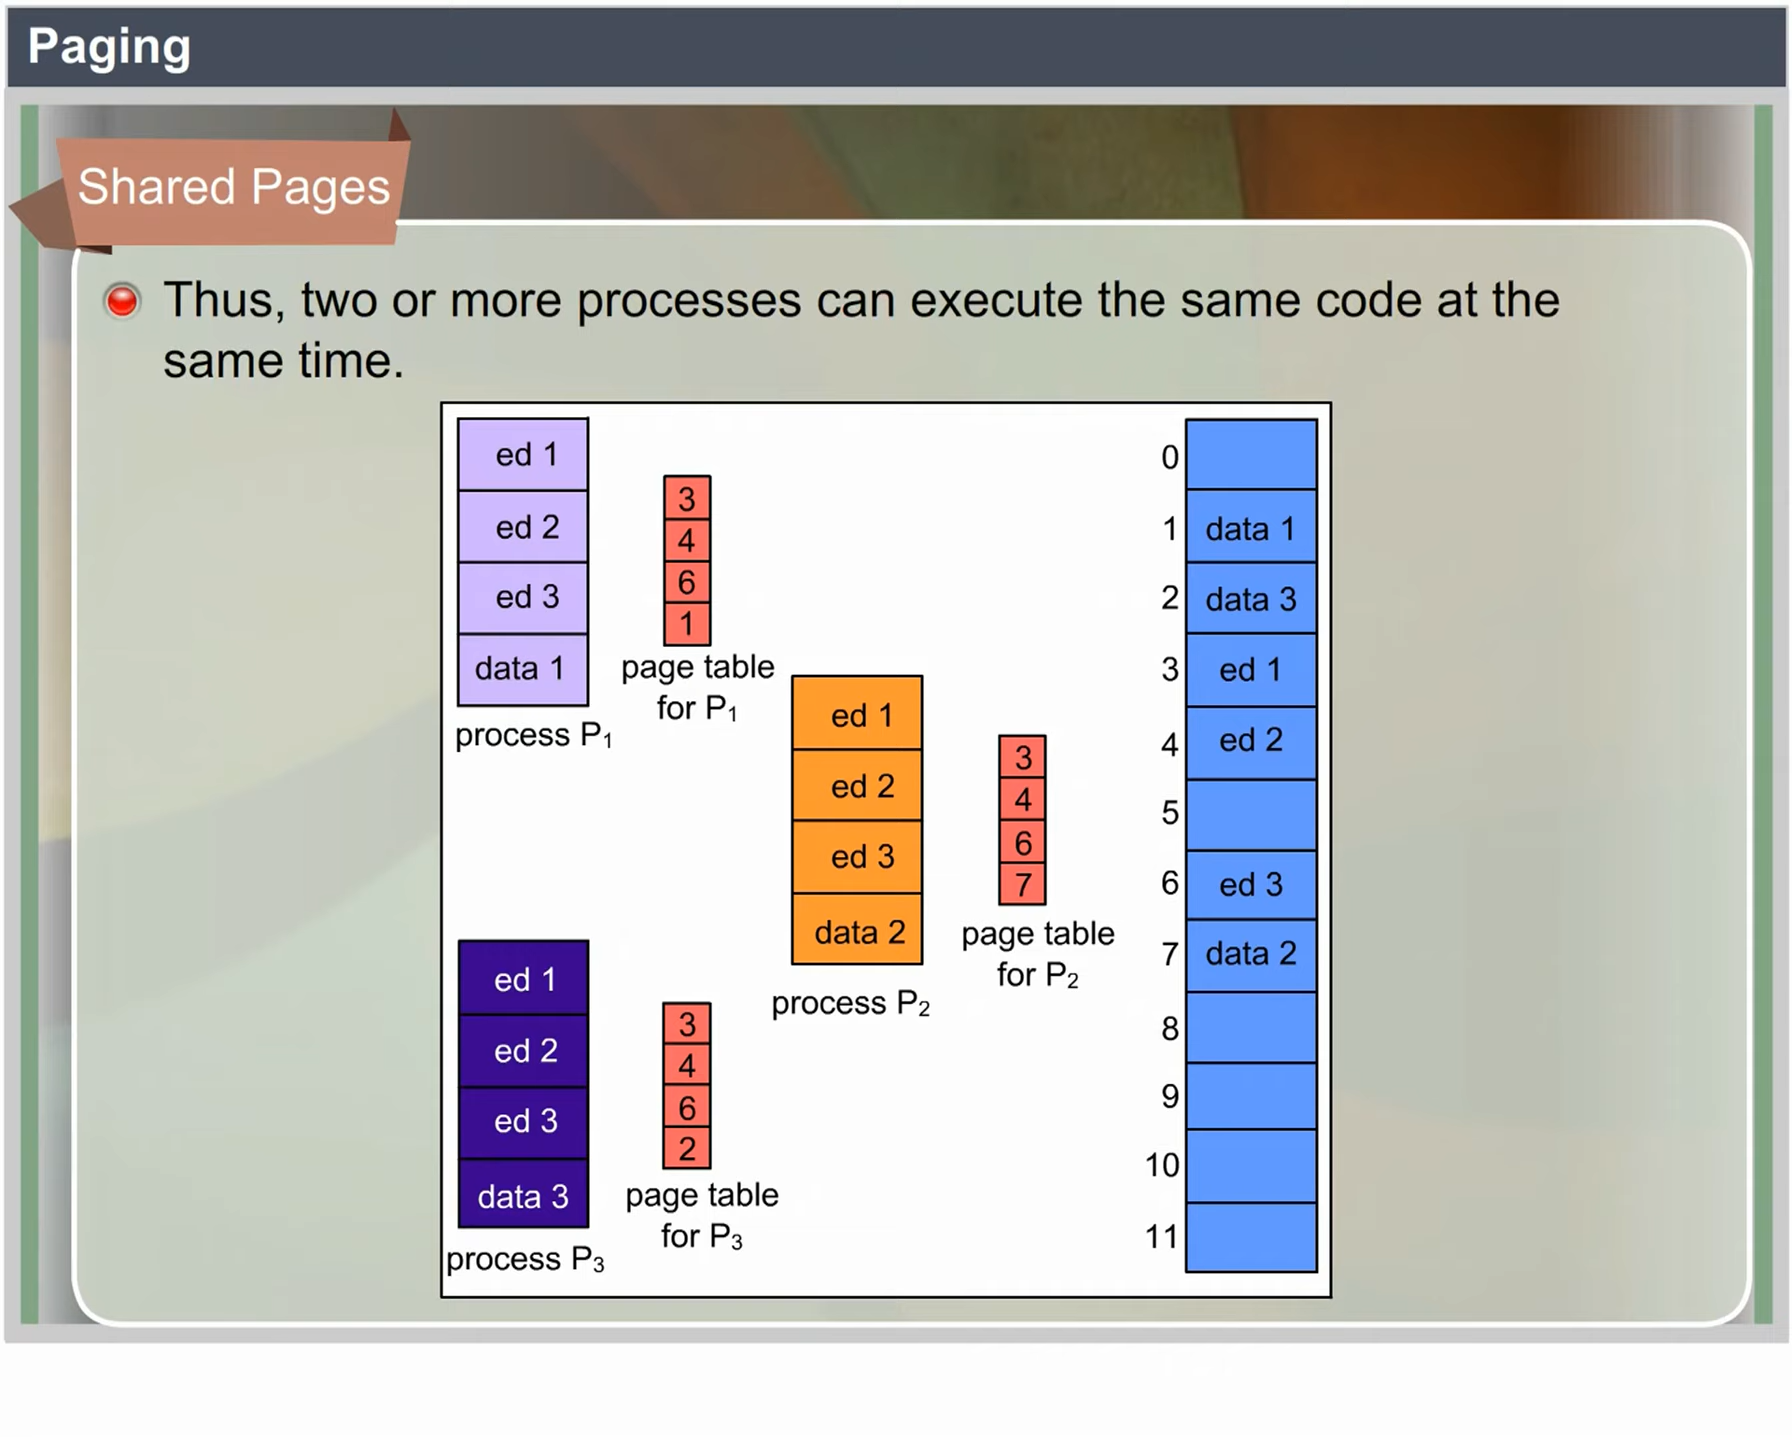 Paging
Shared Pages
Thus, two or more processes can execute the same code at the
same time.
ed 1
ed 2
ed 3
data 1
process P₁
3
4
6
1
page table
for P₁
ed 1
ed 2
ed 3
data 2
process P₂
3
4
6
7
page table
for P₂
ed 1
ed 2
ed 3
data 3
process P₃
3
4
6
2
page table
for P₃
0
1 data 1
2 data 3
3 ed 1
4 ed 2
5
6 ed 3
7 data 2
8
9
10
11